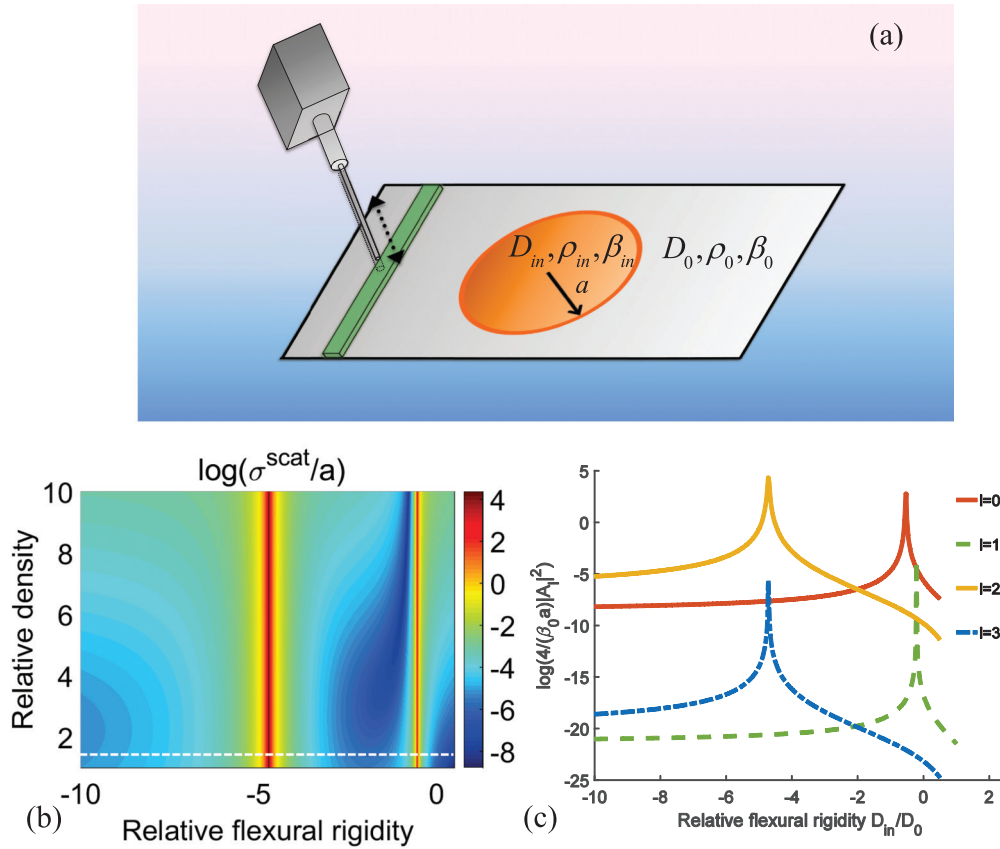 (a)
D_in, ρ_in, β_in
D_0, ρ_0, β_0
a
log(σ^scat/a)
10
8
6
4
2
Relative density
-10
-5
0
Relative flexural rigidity
4
2
0
-2
-4
-6
-8
(b)
5
0
-5
-10
-15
-20
-25
log(4/(β_0a)|A_l|^2)
-10
-8
-6
-4
-2
0
2
Relative flexural rigidity D_in/D_0
l=0
l=1
l=2
l=3
(c)